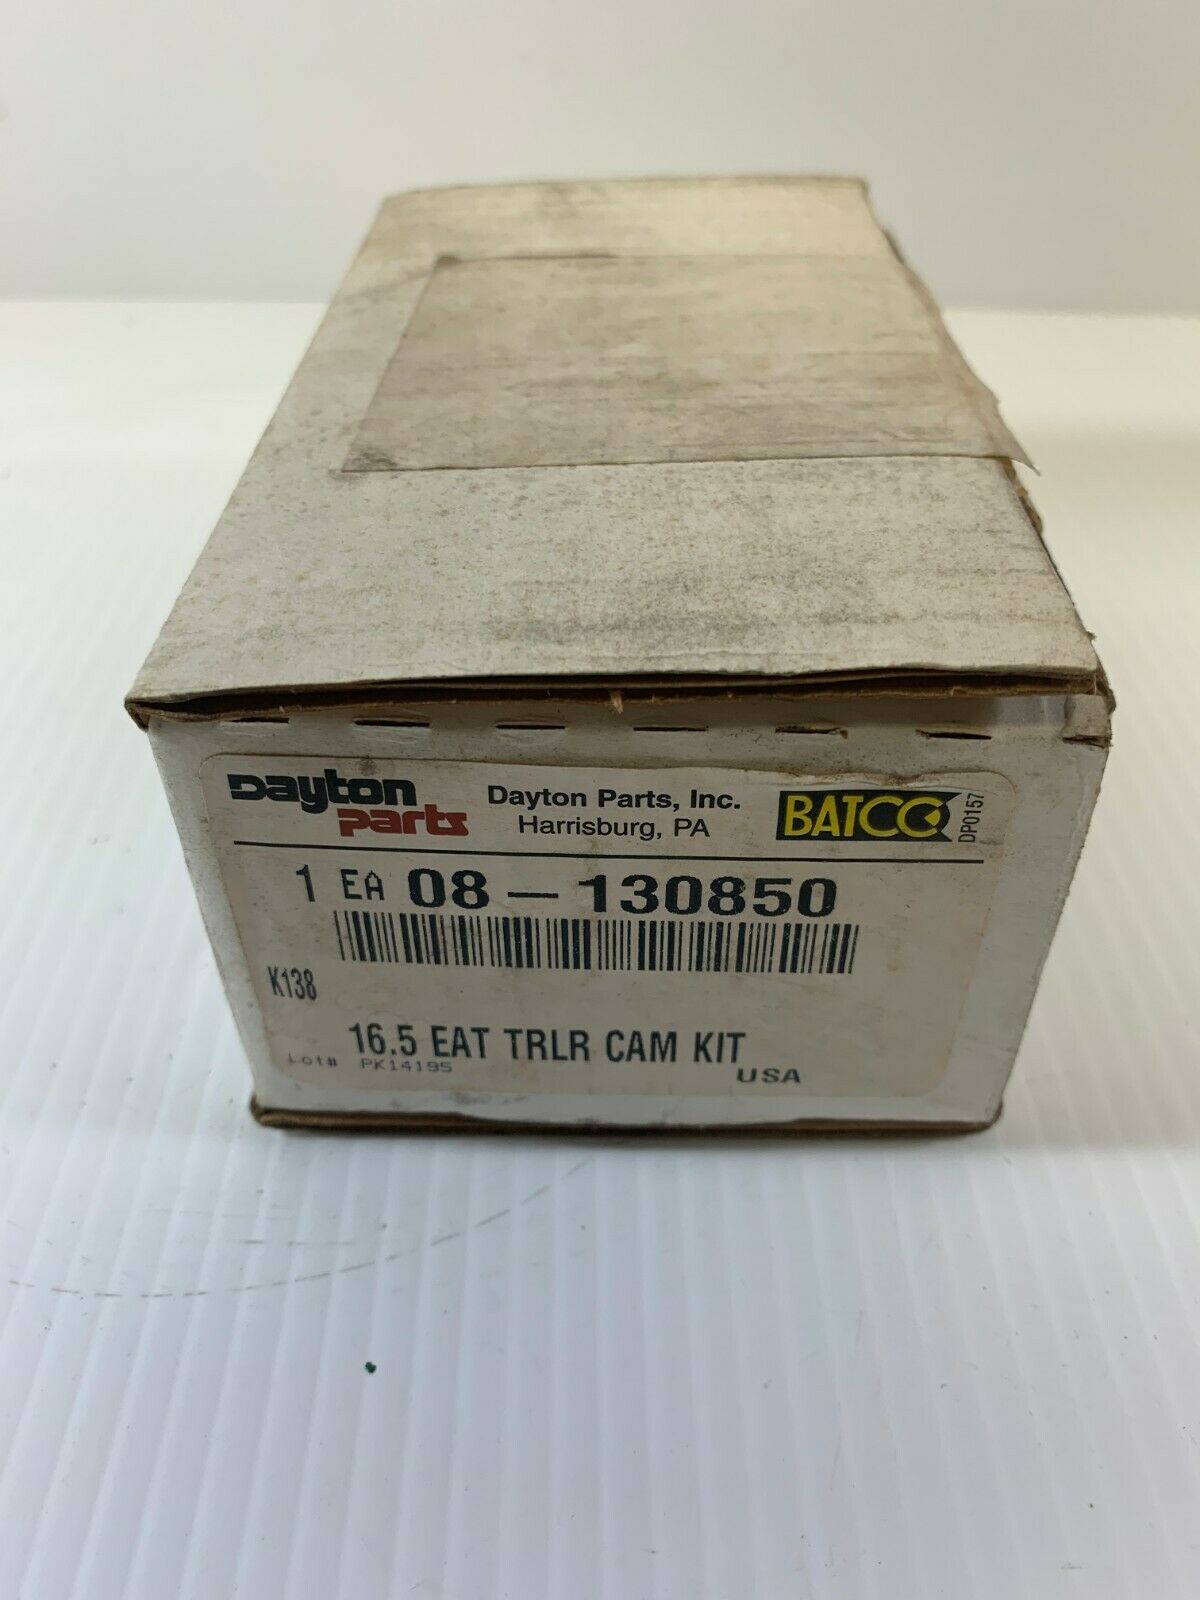 Dayton parts
Dayton Parts, Inc.
Harrisburg, PA
BATCO
DP0157
1 EA 08-130850
K138
16.5 EAT TRLR CAM KIT
Lot# PK14195
USA